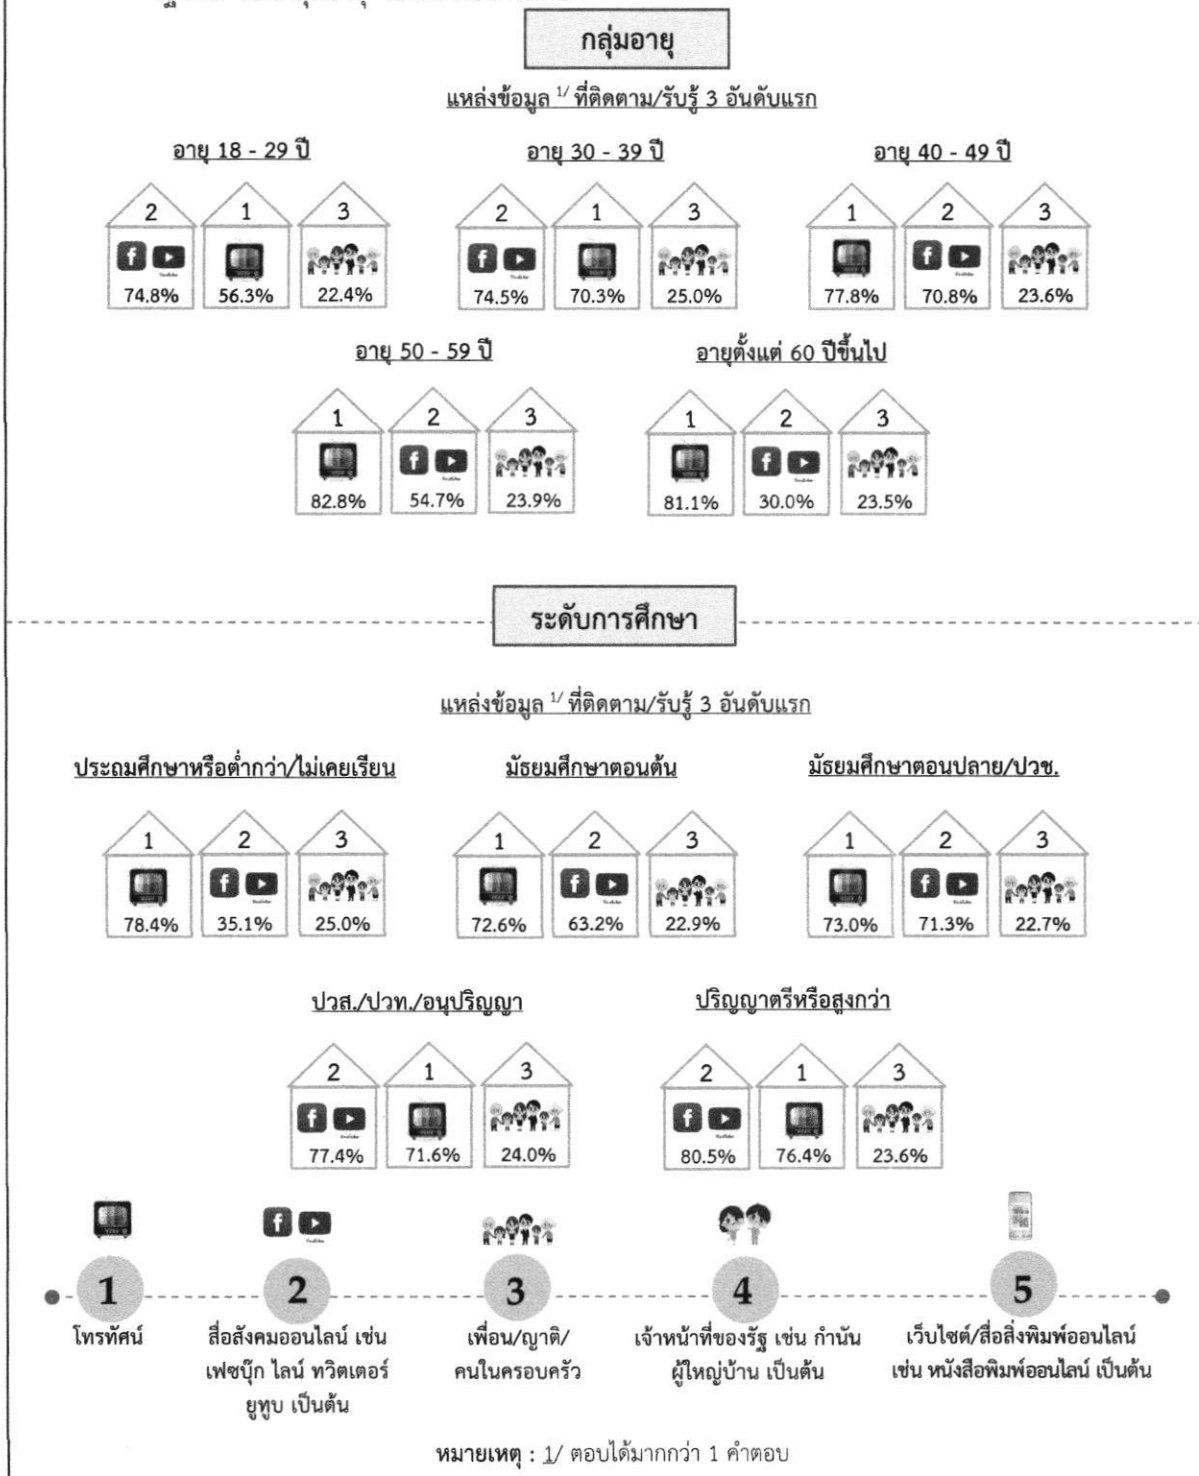 กลุ่มอายุ
แหล่งข้อมูล 1/ ที่ติดตาม/รับรู้ 3 อันดับแรก
อายุ 18 - 29 ปี อายุ 30 - 39 ปี อายุ 40 - 49 ปี
2 1 3 2 1 3 1 2 3
74.8% 56.3% 22.4% 74.5% 70.3% 25.0% 77.8% 70.8% 23.6%
อายุ 50 - 59 ปี อายุตั้งแต่ 60 ปีขึ้นไป
1 2 3 1 2 3
82.8% 54.7% 23.9% 81.1% 30.0% 23.5%
ระดับการศึกษา
แหล่งข้อมูล 1/ ที่ติดตาม/รับรู้ 3 อันดับแรก
ประถมศึกษาหรือต่ำกว่า/ไม่เคยเรียน มัธยมศึกษาตอนต้น มัธยมศึกษาตอนปลาย/ปวช.
1 2 3 1 2 3 1 2 3
78.4% 35.1% 25.0% 72.6% 63.2% 22.9% 73.0% 71.3% 22.7%
ปวส./ปวท./อนุปริญญา ปริญญาตรีหรือสูงกว่า
2 1 3 2 1 3
77.4% 71.6% 24.0% 80.5% 76.4% 23.6%
1 2 3 4 5
โทรทัศน์ สื่อสังคมออนไลน์ เช่น เพื่อน/ญาติ/ เจ้าหน้าที่ของรัฐ เช่น กำนัน เว็บไซต์/สื่อสิ่งพิมพ์ออนไลน์
เฟซบุ๊ก ไลน์ ทวิตเตอร์ คนในครอบครัว ผู้ใหญ่บ้าน เป็นต้น เช่น หนังสือพิมพ์ออนไลน์ เป็นต้น
ยูทูบ เป็นต้น
หมายเหตุ : 1/ ตอบได้มากกว่า 1 คำตอบ